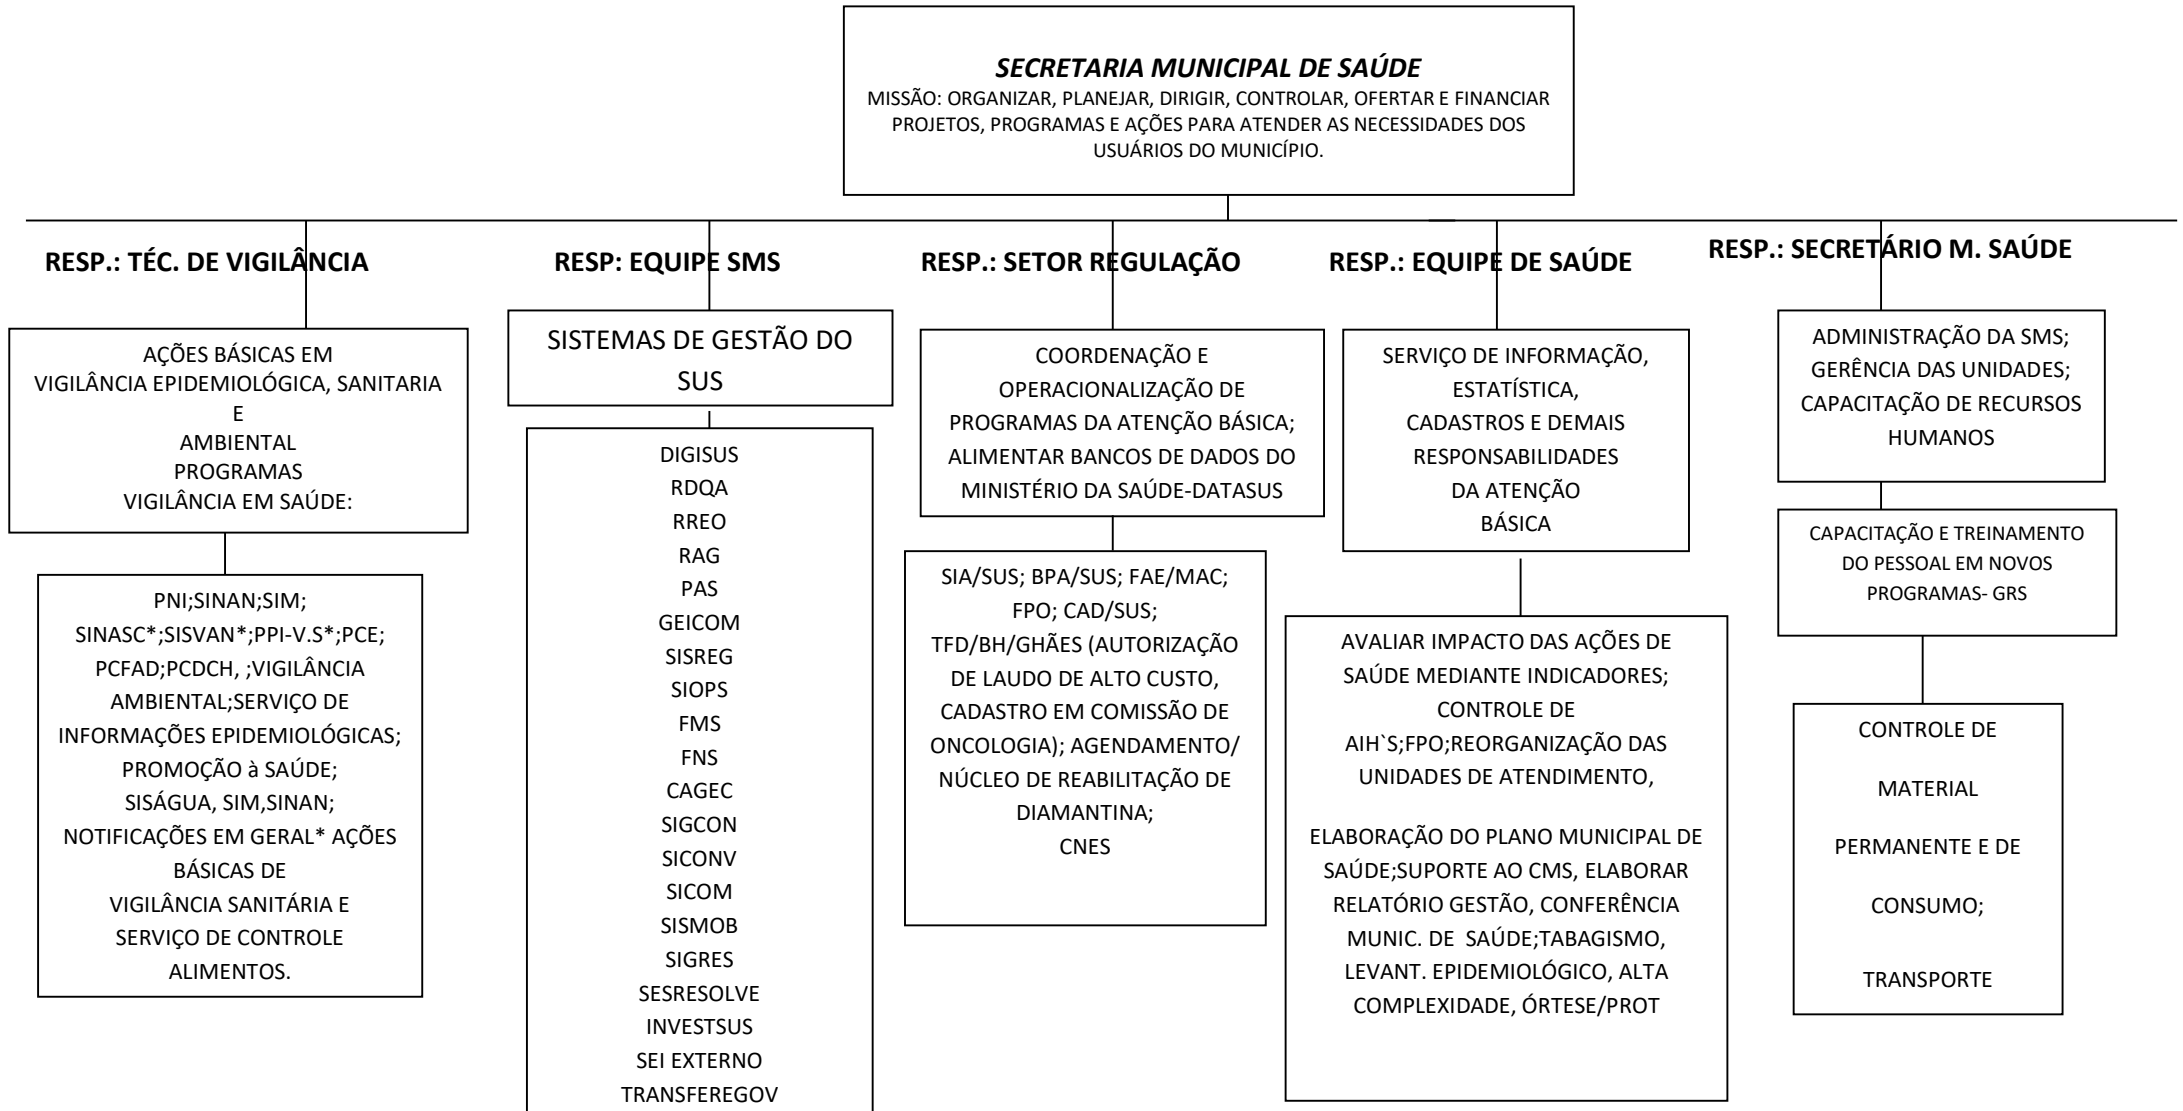 SECRETARIA MUNICIPAL DE SAÚDE
MISSÃO: ORGANIZAR, PLANEJAR, DIRIGIR, CONTROLAR, OFERTAR E FINANCIAR
PROJETOS, PROGRAMAS E AÇÕES PARA ATENDER AS NECESSIDADES DOS
USUÁRIOS DO MUNICÍPIO.
RESP.: TÉC. DE VIGILÂNCIA
AÇÕES BÁSICAS EM
VIGILÂNCIA EPIDEMIOLÓGICA, SANITARIA
E
AMBIENTAL
PROGRAMAS
VIGILÂNCIA EM SAÚDE:
PNI;SINAN;SIM;
SINASC*;SISVAN*;PPI-V.S*;PCE;
PCFAD;PCDCH, ;VIGILÂNCIA
AMBIENTAL;SERVIÇO DE
INFORMAÇÕES EPIDEMIOLÓGICAS;
PROMOÇÃO à SAÚDE;
SISÁGUA, SIM,SINAN;
NOTIFICAÇÕES EM GERAL* AÇÕES
BÁSICAS DE
VIGILÂNCIA SANITÁRIA E
SERVIÇO DE CONTROLE
ALIMENTOS.
RESP: EQUIPE SMS
SISTEMAS DE GESTÃO DO
SUS
DIGISUS
RDQA
RREO
RAG
PAS
GEICOM
SISREG
SIOPS
FMS
FNS
CAGEC
SIGCON
SICONV
SICOM
SISMOB
SIGRES
SESRESOLVE
INVESTSUS
SEI EXTERNO
TRANSFEREGOV
RESP.: SETOR REGULAÇÃO
COORDENAÇÃO E
OPERACIONALIZAÇÃO DE
PROGRAMAS DA ATENÇÃO BÁSICA;
ALIMENTAR BANCOS DE DADOS DO
MINISTÉRIO DA SAÚDE-DATASUS
SIA/SUS; BPA/SUS; FAE/MAC;
FPO; CAD/SUS;
TFD/BH/GHÃES (AUTORIZAÇÃO
DE LAUDO DE ALTO CUSTO,
CADASTRO EM COMISSÃO DE
ONCOLOGIA); AGENDAMENTO/
NÚCLEO DE REABILITAÇÃO DE
DIAMANTINA;
CNES
RESP.: EQUIPE DE SAÚDE
SERVIÇO DE INFORMAÇÃO,
ESTATÍSTICA,
CADASTROS E DEMAIS
RESPONSABILIDADES
DA ATENÇÃO
BÁSICA
AVALIAR IMPACTO DAS AÇÕES DE
SAÚDE MEDIANTE INDICADORES;
CONTROLE DE
AIH`S;FPO;REORGANIZAÇÃO DAS
UNIDADES DE ATENDIMENTO,
ELABORAÇÃO DO PLANO MUNICIPAL DE
SAÚDE;SUPORTE AO CMS, ELABORAR
RELATÓRIO GESTÃO, CONFERÊNCIA
MUNIC. DE SAÚDE;TABAGISMO,
LEVANT. EPIDEMIOLÓGICO, ALTA
COMPLEXIDADE, ÓRTESE/PROT
RESP.: SECRETÁRIO M. SAÚDE
ADMINISTRAÇÃO DA SMS;
GERÊNCIA DAS UNIDADES;
CAPACITAÇÃO DE RECURSOS
HUMANOS
CAPACITAÇÃO E TREINAMENTO
DO PESSOAL EM NOVOS
PROGRAMAS- GRS
CONTROLE DE
MATERIAL
PERMANENTE E DE
CONSUMO;
TRANSPORTE